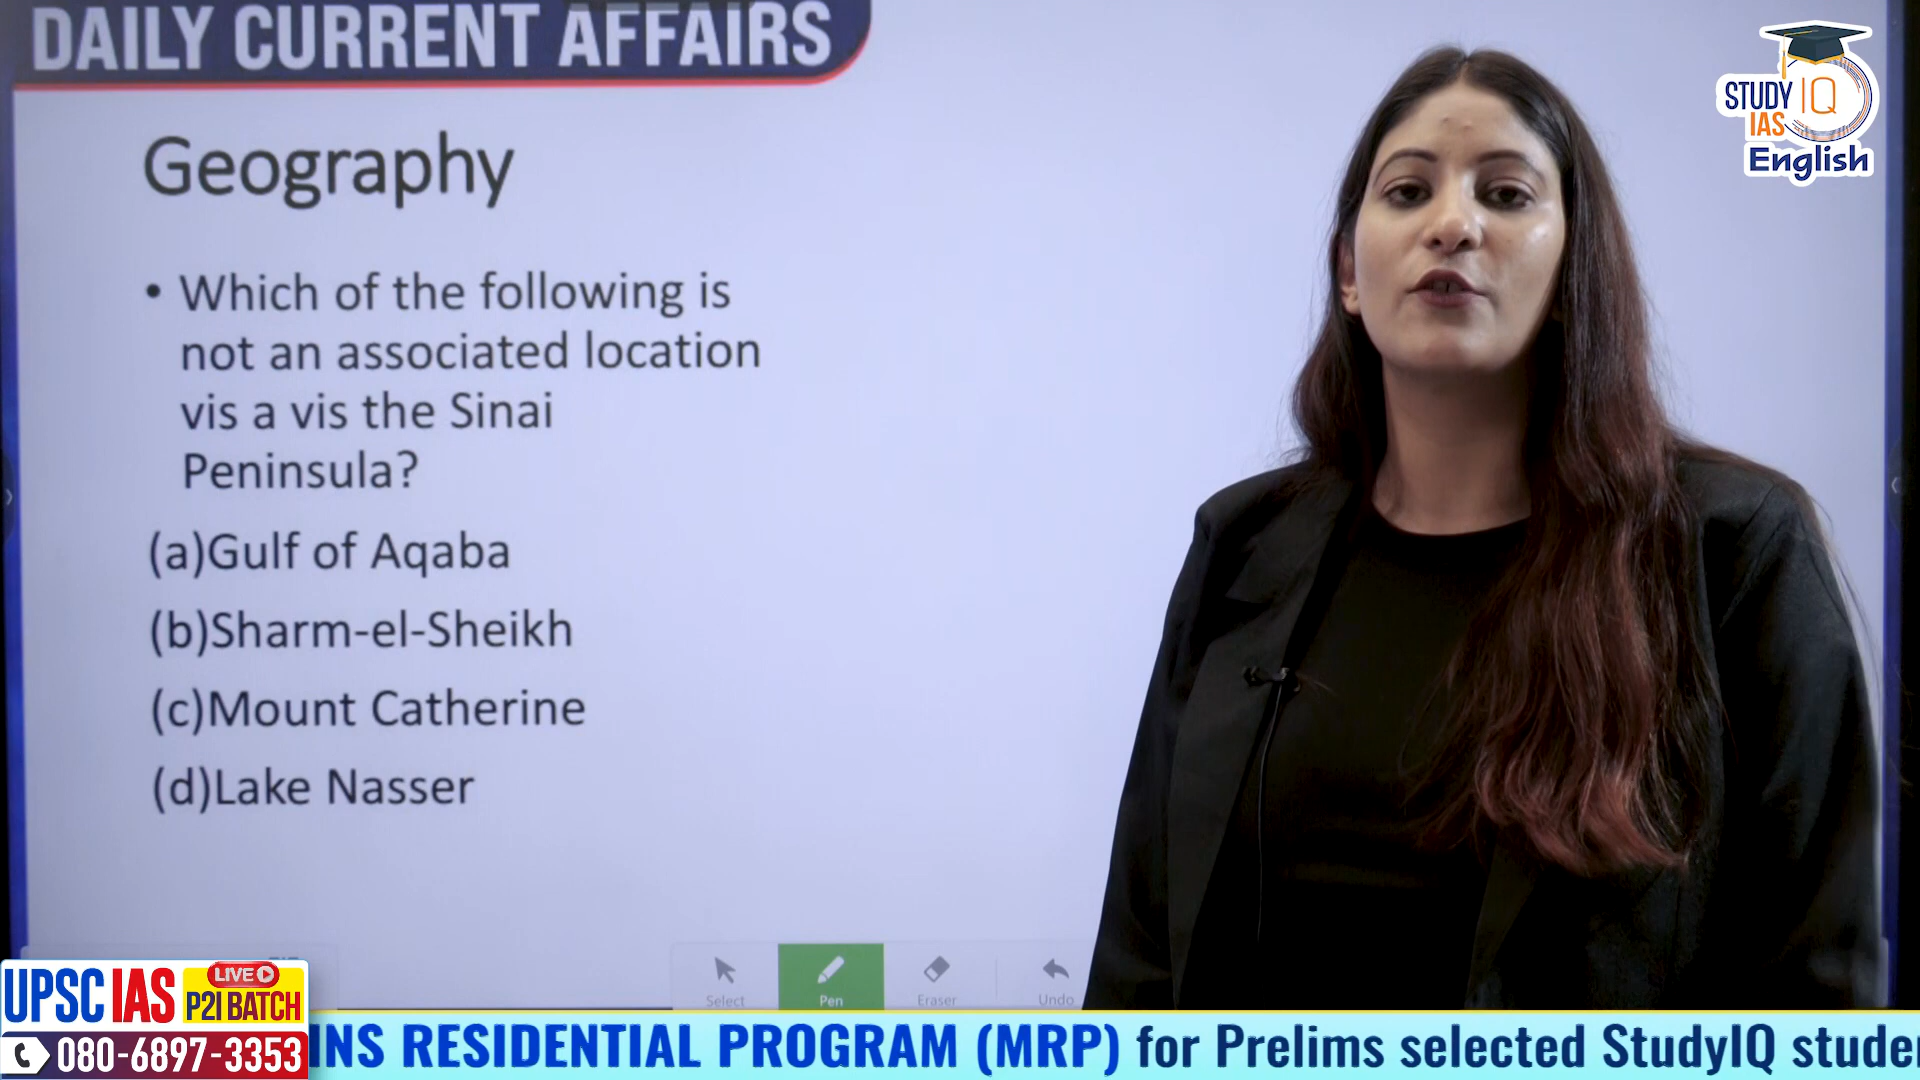 DAILY CURRENT AFFAIRS
STUDY IQ
IAS
English
Geography
• Which of the following is
not an associated location
vis a vis the Sinai
Peninsula?
(a)Gulf of Aqaba
(b)Sharm-el-Sheikh
(c)Mount Catherine
(d)Lake Nasser
Select
Pen
Eraser
Undo
UPSC IAS LIVE P2I BATCH
080-6897-3353
INS RESIDENTIAL PROGRAM (MRP) for Prelims selected StudyIQ stude